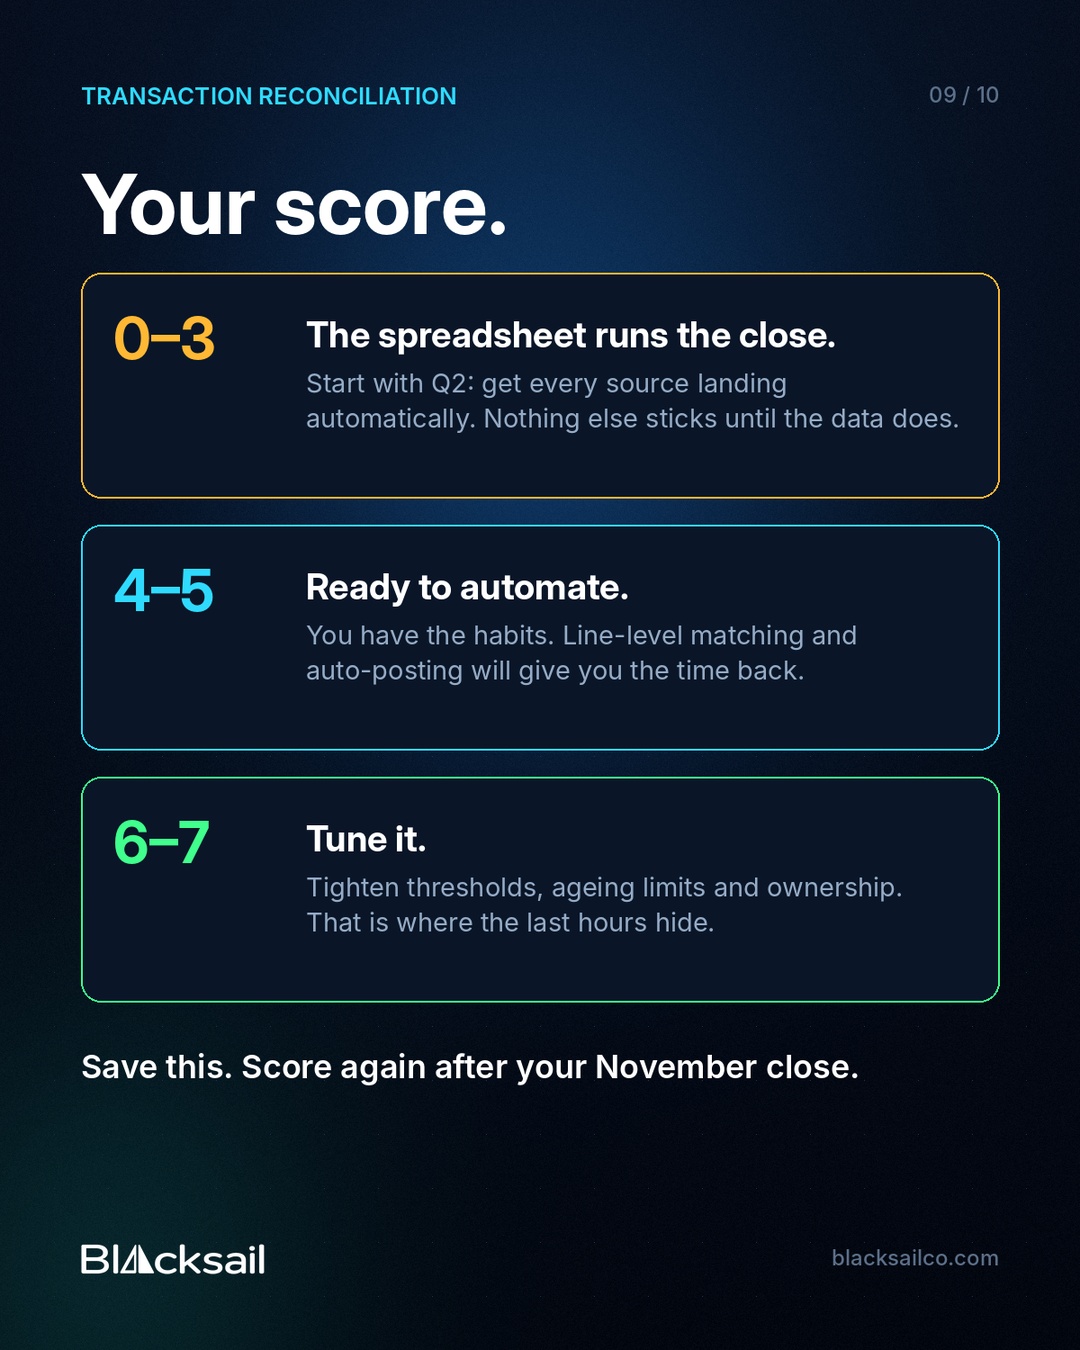 TRANSACTION RECONCILIATION
09 / 10
Your score.
0–3
The spreadsheet runs the close.
Start with Q2: get every source landing
automatically. Nothing else sticks until the data does.
4–5
Ready to automate.
You have the habits. Line-level matching and
auto-posting will give you the time back.
6–7
Tune it.
Tighten thresholds, ageing limits and ownership.
That is where the last hours hide.
Save this. Score again after your November close.
Blacksail
blacksailco.com